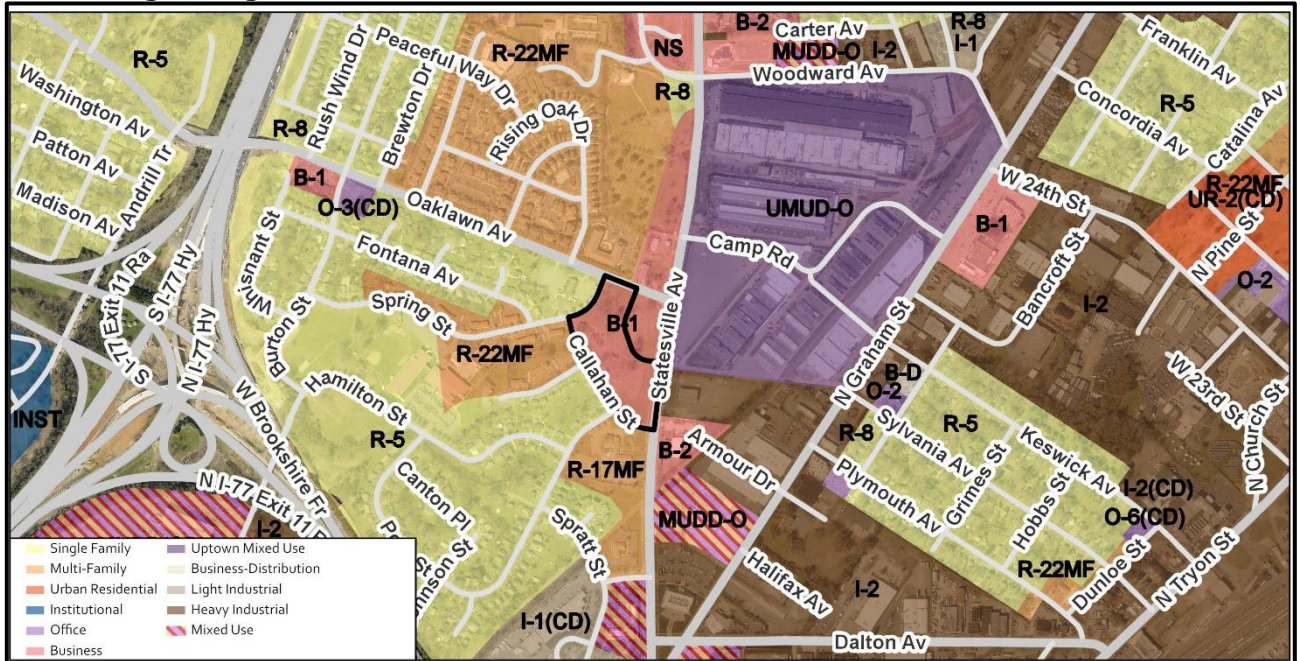 R-5
Washington Av
Patton Av
Madison Av
Andrill Tr
R-8
Rush Wind Dr
Peaceful Way Dr
Brewton Dr
R-22MF
Rising Oak Dr
NS
R-8
B-2
Carter Av
MUDD-O
I-2
R-8
I-1
Woodward Av
Franklin Av
Concordia Av
R-5
Catalina Av
R-22MF
UR-2(CD)
N Pine St
O-2
B-1
O-3(CD)
Oaklawn Av
Fontana Av
Whisnant St
Burton St
Spring St
R-22MF
B-1
Callahan St
Statesville Av
UMUD-O
Camp Rd
B-1
W 24th St
Bancroft St
I-2
W 23rd St
N Church St
N Graham St
S I-77 Hy
N I-77 Hy
S I-77 Exit 11 Ra
W Brookshire Fr
INST
Hamilton St
R-5
Canton Pl
R-17MF
B-2
Armour Dr
MUDD-O
B-D
O-2
R-8
R-5
Sylvania Av
Keswick Av
Plymouth Av
Grimes St
Hobbs St
I-2(CD)
O-6(CD)
R-22MF
Dunloe St
N Tryon St
N I-77 Exit 11
I-2
Spratt St
I-1(CD)
Halifax Av
I-2
Dalton Av
Single Family
Multi-Family
Urban Residential
Institutional
Office
Business
Uptown Mixed Use
Business-Distribution
Light Industrial
Heavy Industrial
Mixed Use